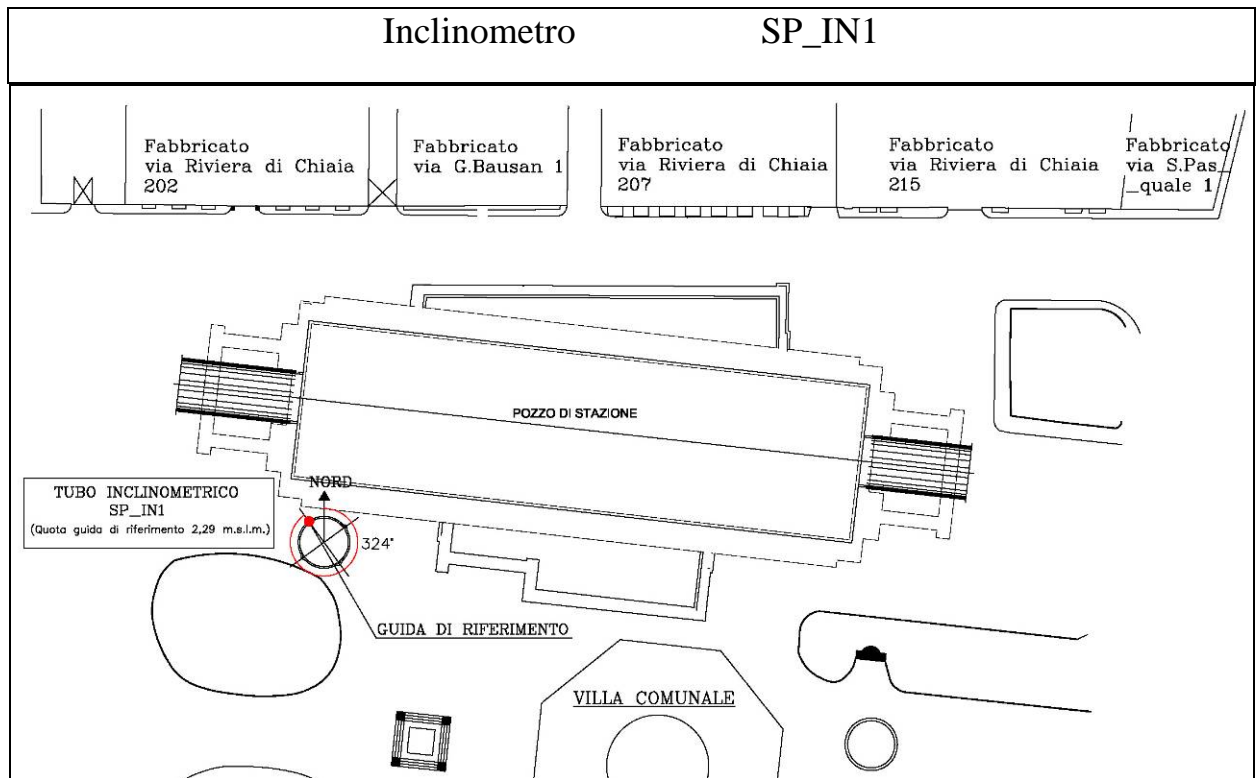 Inclinometro SP_IN1
Fabbricato
via Riviera di Chiaia
202
Fabbricato
via G.Bausan 1
Fabbricato
via Riviera di Chiaia
207
Fabbricato
via Riviera di Chiaia
215
Fabbricato
via S.Pas_
_quale 1
POZZO DI STAZIONE
NORD
TUBO INCLINOMETRICO
SP_IN1
(Quota guida di riferimento 2,29 m.s.l.m.)
324°
GUIDA DI RIFERIMENTO
VILLA COMUNALE